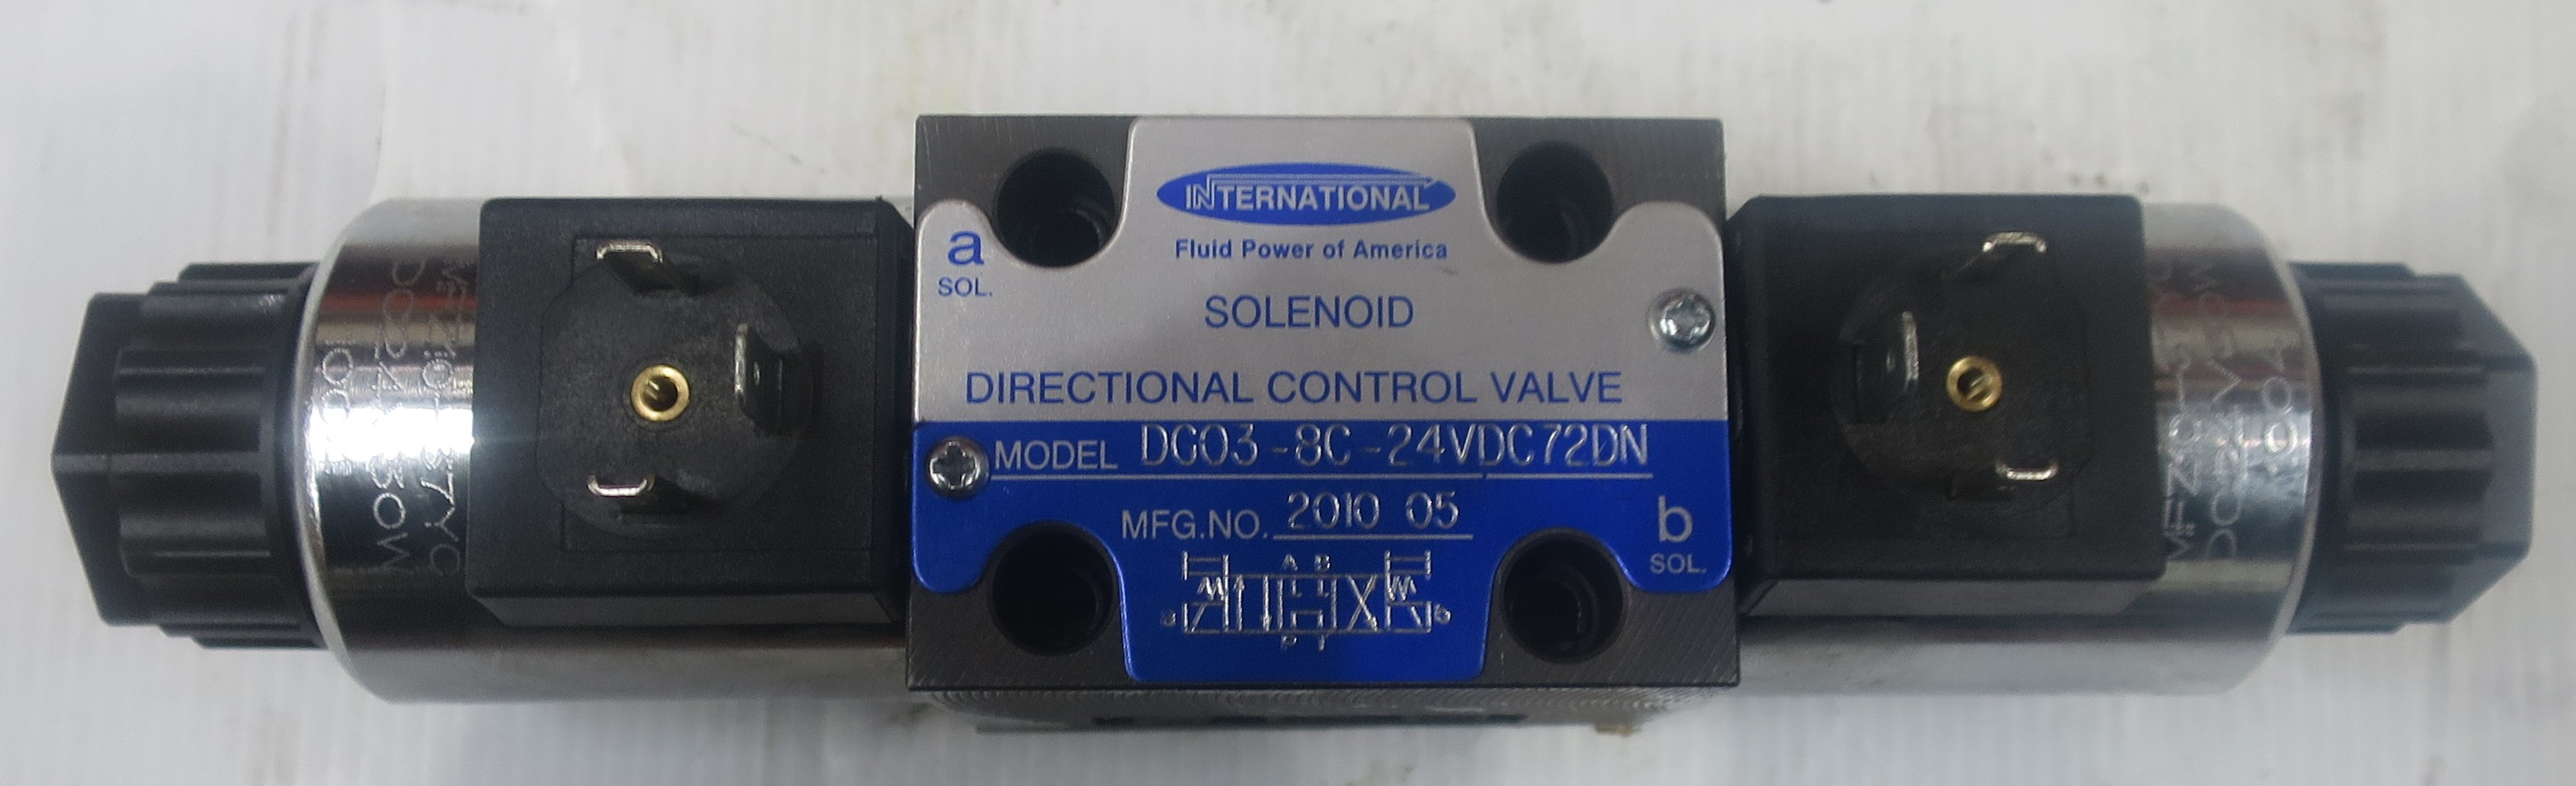 INTERNATIONAL
Fluid Power of America
a
SOL.
SOLENOID
DIRECTIONAL CONTROL VALVE
MODEL DG03-8C-24VDC72DN
MFG.NO. 2010 05
b
SOL.
A B
a b
P T